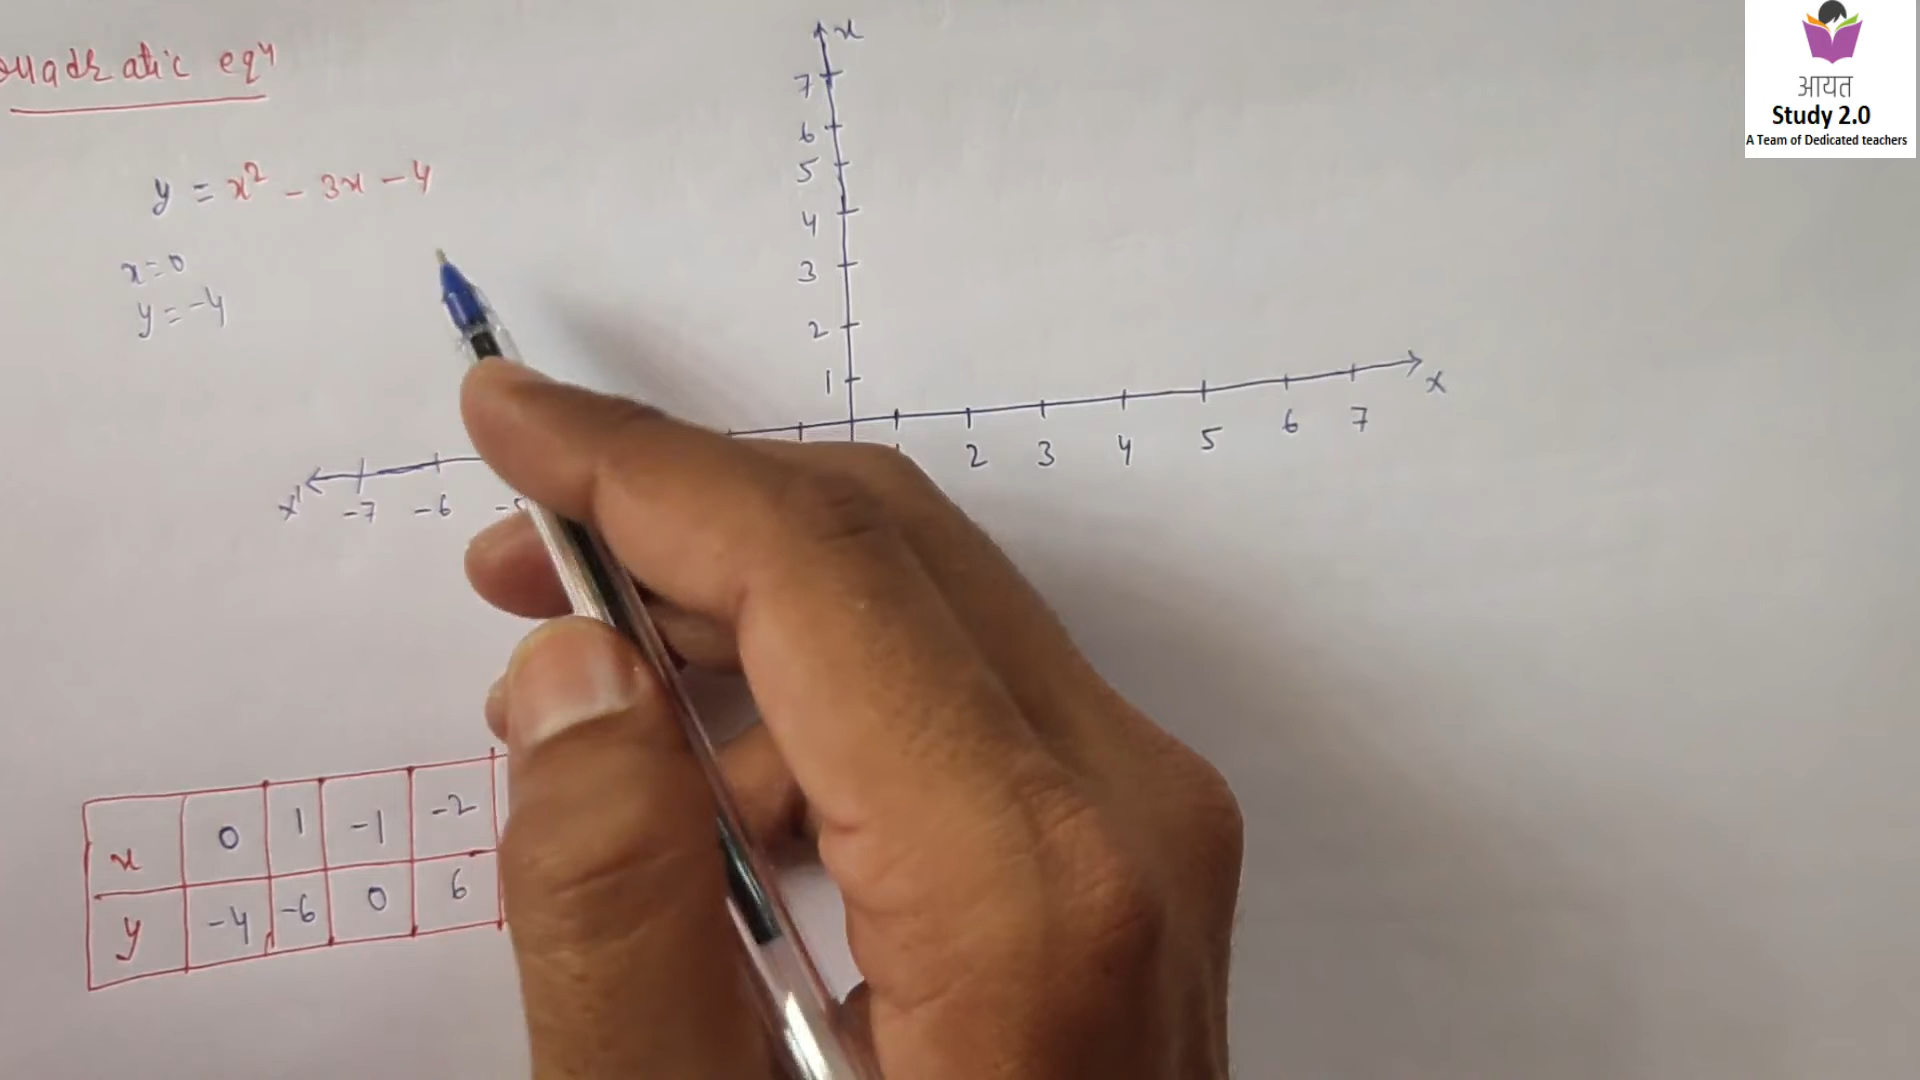 Quadratic eqn
y = x² - 3x - 4
x = 0
y = -4
x
7
6
5
4
3
2
1
x' -7 -6 2 3 4 5 6 7 x
x 0 1 -1 -2
y -4 -6 0 6
आयत
Study 2.0
A Team of Dedicated teachers